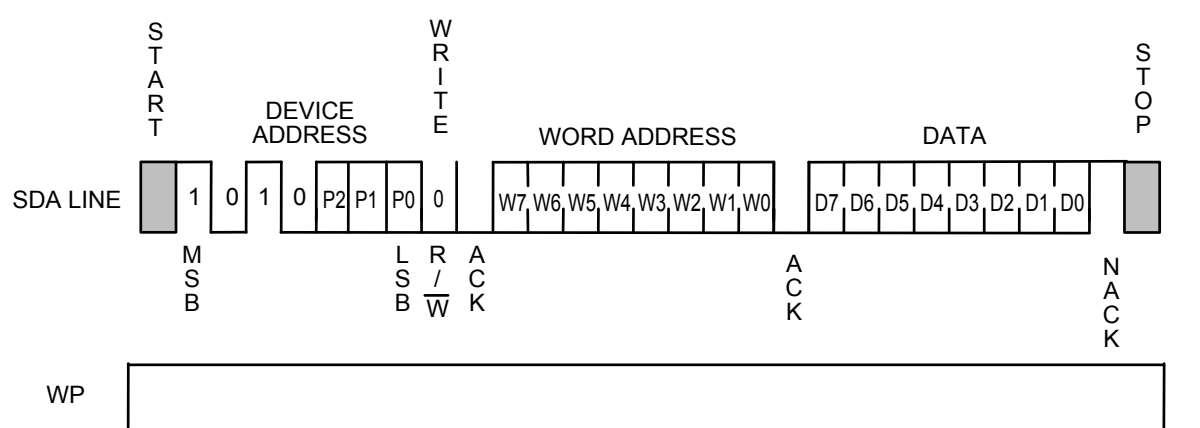 START
DEVICE
ADDRESS
WRITE
WORD ADDRESS
DATA
STOP
SDA LINE
1 0 1 0 P2 P1 P0 0 W7 W6 W5 W4 W3 W2 W1 W0 D7 D6 D5 D4 D3 D2 D1 D0
MSB
LSB
R/W̅
ACK
ACK
NACK
WP